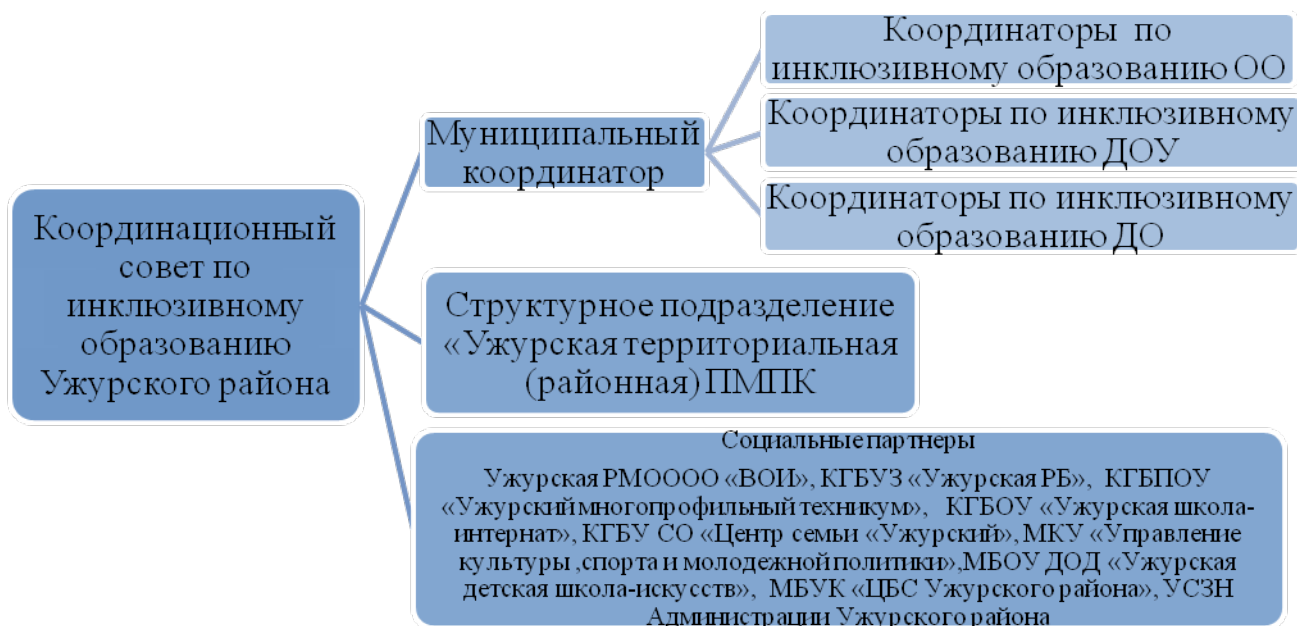 Координационный
совет по
инклюзивному
образованию
Ужурского района
Муниципальный
координатор
Координаторы по
инклюзивному образованию ОО
Координаторы по инклюзивному
образованию ДОУ
Координаторы по инклюзивному
образованию ДО
Структурное подразделение
«Ужурская территориальная
(районная) ПМПК
Социальные партнеры
Ужурская РМОООО «ВОИ», КГБУЗ «Ужурская РБ», КГБПОУ
«Ужурский многопрофильный техникум», КГБОУ «Ужурская школа-
интернат», КГБУ СО «Центр семьи «Ужурский», МКУ «Управление
культуры ,спорта и молодежной политики»,МБОУ ДОД «Ужурская
детская школа-искусств», МБУК «ЦБС Ужурского района», УСЗН
Администрации Ужурского района